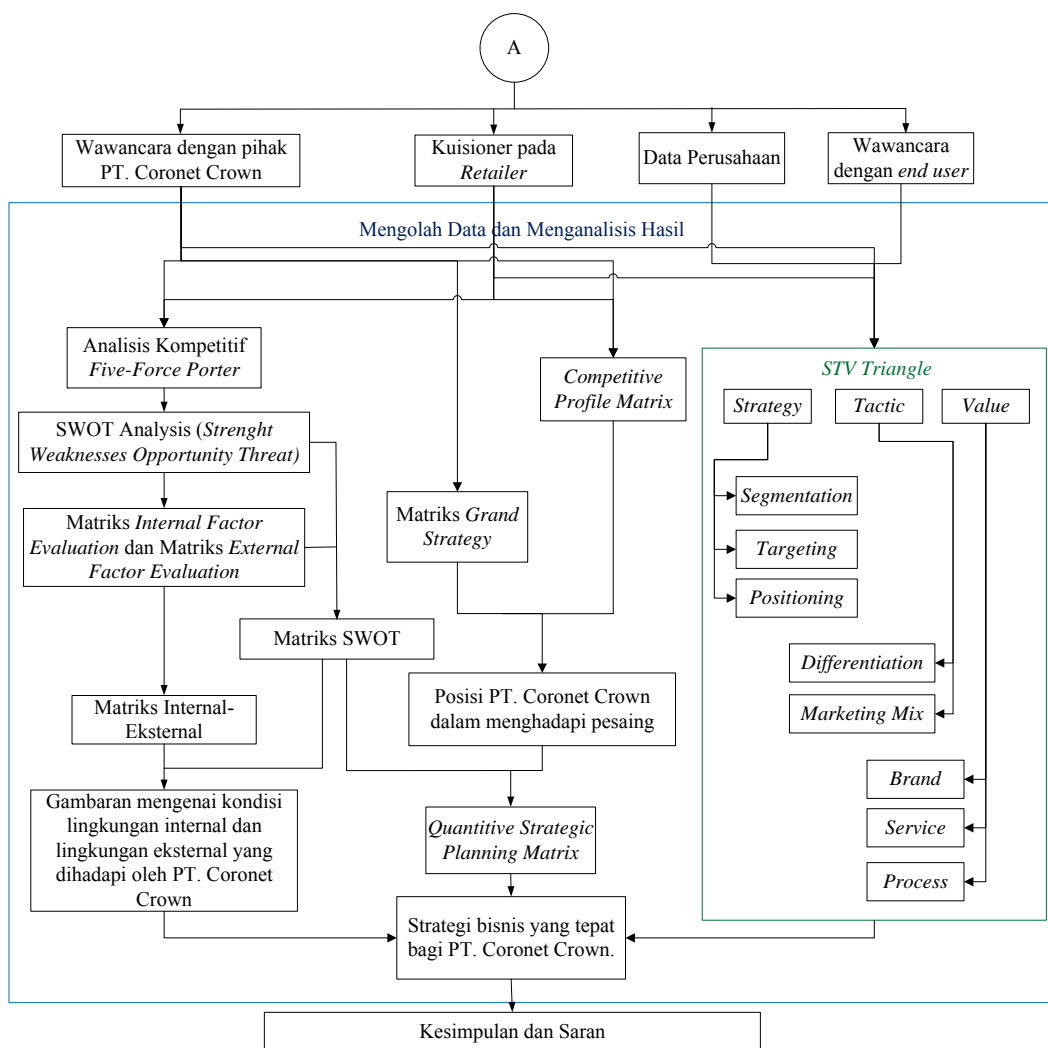 A
Wawancara dengan pihak
PT. Coronet Crown
Kuisioner pada
Retailer
Data Perusahaan
Wawancara
dengan end user
Mengolah Data dan Menganalisis Hasil
Analisis Kompetitif
Five-Force Porter
SWOT Analysis (Strenght
Weaknesses Opportunity Threat)
Matriks Internal Factor
Evaluation dan Matriks External
Factor Evaluation
Matriks SWOT
Matriks Internal-
Eksternal
Gambaran mengenai kondisi
lingkungan internal dan
lingkungan eksternal yang
dihadapi oleh PT. Coronet
Crown
Matriks Grand
Strategy
Competitive
Profile Matrix
Posisi PT. Coronet Crown
dalam menghadapi pesaing
Quantitive Strategic
Planning Matrix
STV Triangle
Strategy
Tactic
Value
Segmentation
Targeting
Positioning
Differentiation
Marketing Mix
Brand
Service
Process
Strategi bisnis yang tepat
bagi PT. Coronet Crown.
Kesimpulan dan Saran